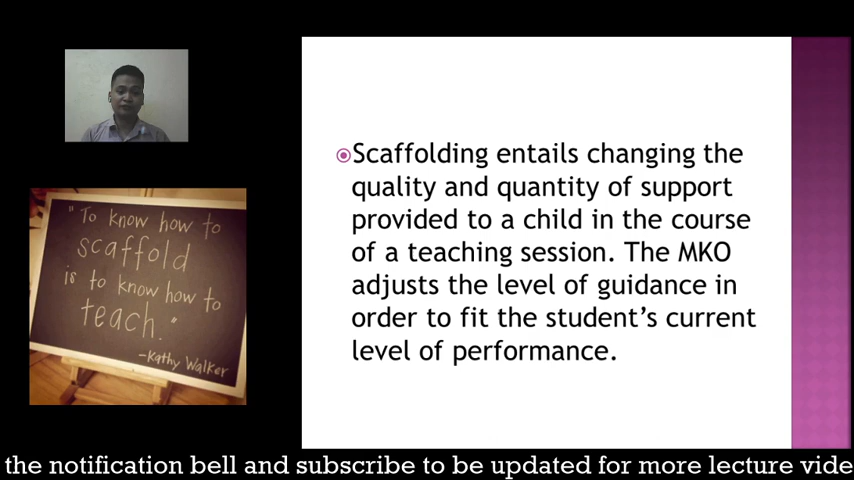 Scaffolding entails changing the
quality and quantity of support
provided to a child in the course
of a teaching session. The MKO
adjusts the level of guidance in
order to fit the student's current
level of performance.
"To know how to
scaffold
is to know how to
teach."
-Kathy Walker
the notification bell and subscribe to be updated for more lecture vide